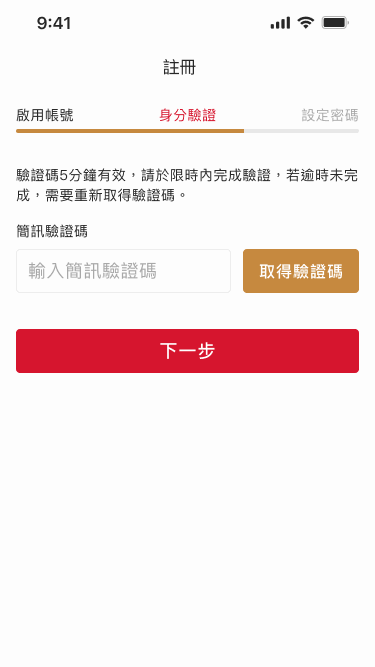 9:41
註冊
啟用帳號 身分驗證 設定密碼
驗證碼5分鐘有效，請於限時內完成驗證，若逾時未完
成，需要重新取得驗證碼。
簡訊驗證碼
輸入簡訊驗證碼 取得驗證碼
下一步